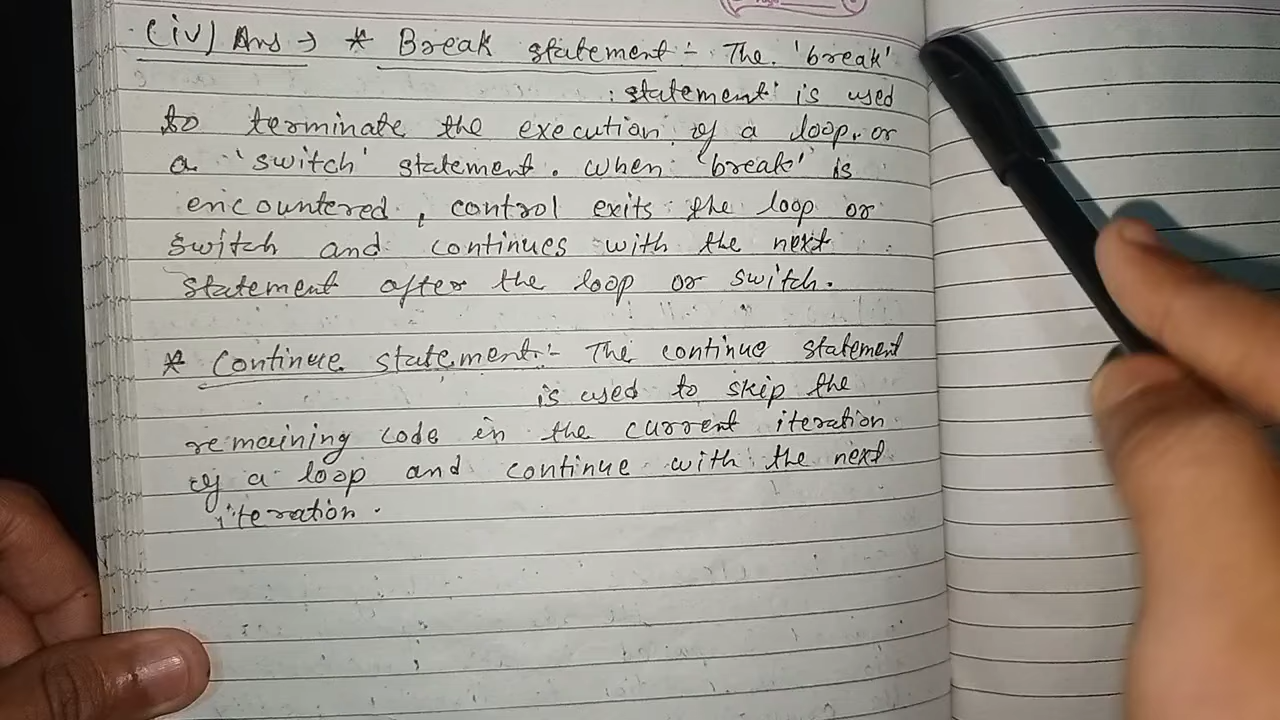 (iv) Ans → * Break statement :- The 'break'
statement is used
to terminate the execution of a loop or
a 'switch' statement. when 'break' is
encountered, control exits the loop or
switch and continues with the next
statement after the loop or switch.
* Continue statement :- The continue statement
is used to skip the
remaining code in the current iteration
of a loop and continue with the next
iteration.